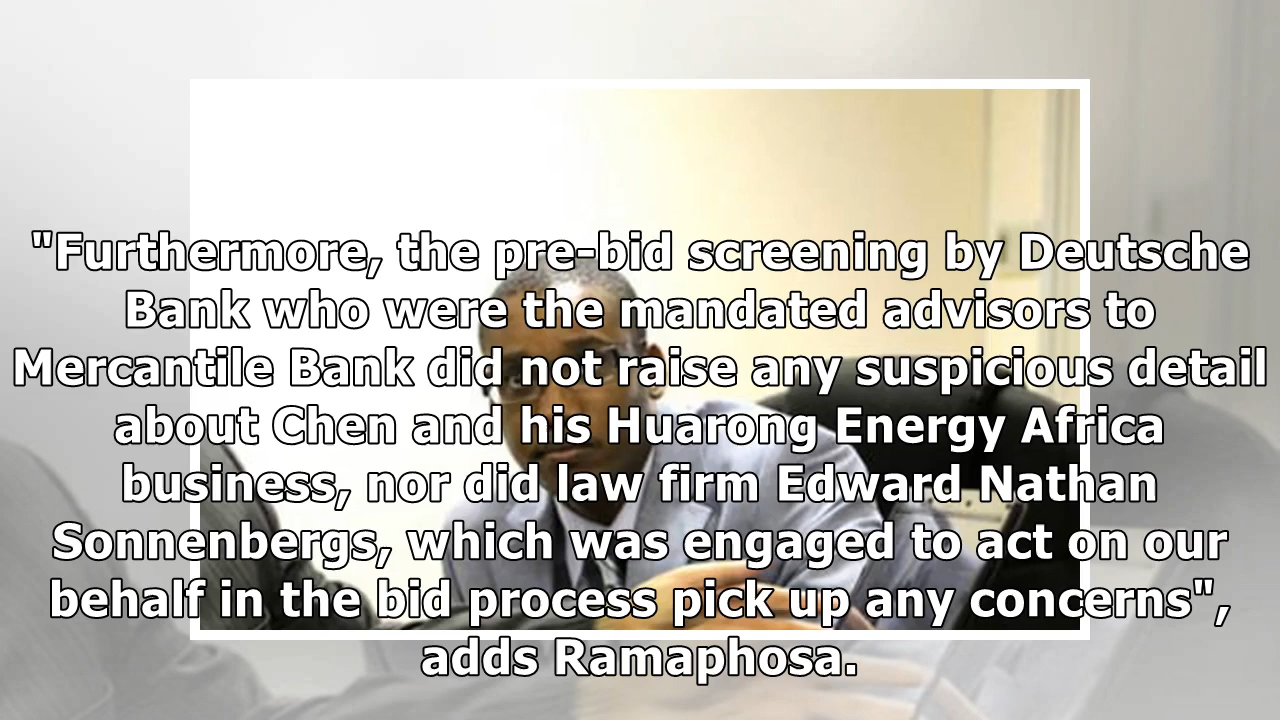 "Furthermore, the pre-bid screening by Deutsche
Bank who were the mandated advisors to
Mercantile Bank did not raise any suspicious detail
about Chen and his Huarong Energy Africa
business, nor did law firm Edward Nathan
Sonnenbergs, which was engaged to act on our
behalf in the bid process pick up any concerns",
adds Ramaphosa.